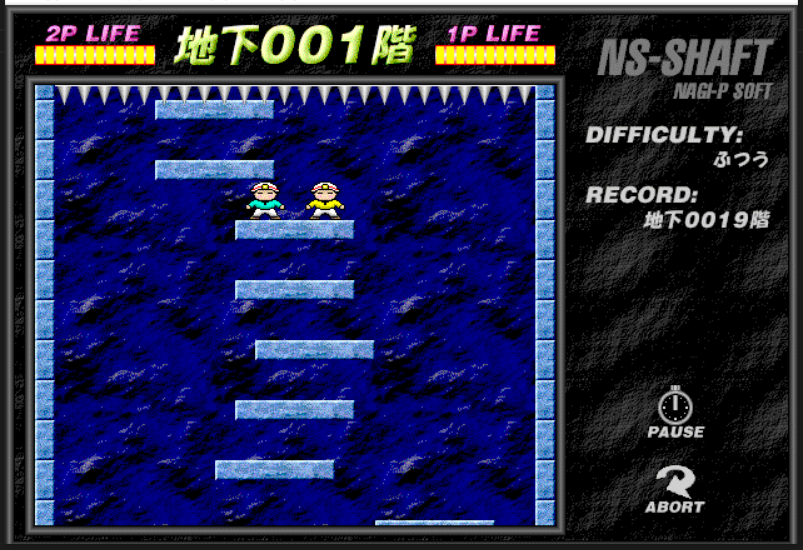 2P LIFE
地下001階
1P LIFE
NS-SHAFT
NAGI-P SOFT
DIFFICULTY:
ふつう
RECORD:
地下0019階
PAUSE
ABORT